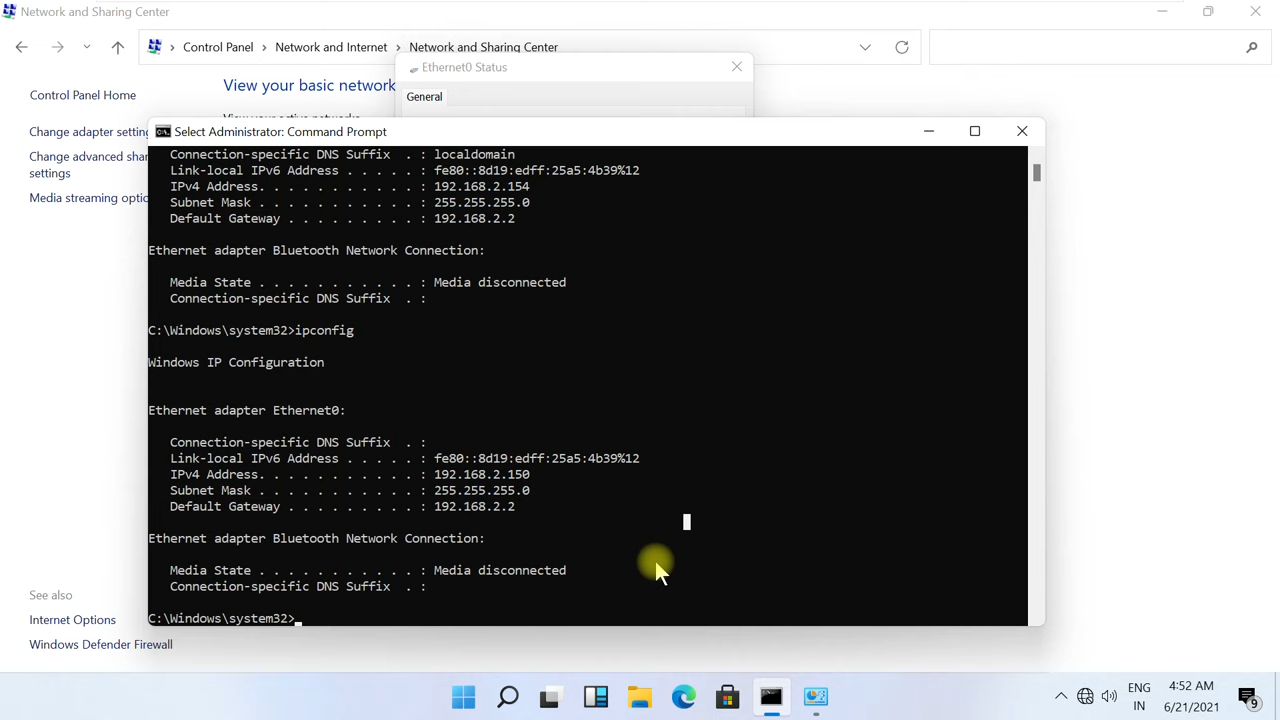 Network and Sharing Center
Control Panel > Network and Internet > Network and Sharing Center
Ethernet0 Status
General
Control Panel Home
View your basic network
Change adapter setting
Change advanced shar
settings
Media streaming optio
Select Administrator: Command Prompt
Connection-specific DNS Suffix . : localdomain
Link-local IPv6 Address . . . . . : fe80::8d19:edff:25a5:4b39%12
IPv4 Address. . . . . . . . . . . : 192.168.2.154
Subnet Mask . . . . . . . . . . . : 255.255.255.0
Default Gateway . . . . . . . . . : 192.168.2.2
Ethernet adapter Bluetooth Network Connection:
Media State . . . . . . . . . . . : Media disconnected
Connection-specific DNS Suffix . :
C:\Windows\system32>ipconfig
Windows IP Configuration
Ethernet adapter Ethernet0:
Connection-specific DNS Suffix . :
Link-local IPv6 Address . . . . . : fe80::8d19:edff:25a5:4b39%12
IPv4 Address. . . . . . . . . . . : 192.168.2.150
Subnet Mask . . . . . . . . . . . : 255.255.255.0
Default Gateway . . . . . . . . . : 192.168.2.2
Ethernet adapter Bluetooth Network Connection:
Media State . . . . . . . . . . . : Media disconnected
Connection-specific DNS Suffix . :
C:\Windows\system32>
See also
Internet Options
Windows Defender Firewall
ENG
IN
4:52 AM
6/21/2021
9